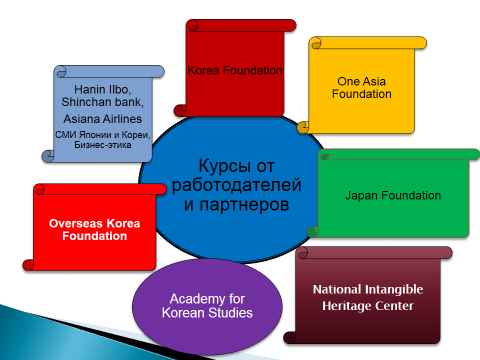 Korea Foundation
One Asia
Foundation
Hanin Ilbo,
Shinchan bank,
Asiana Airlines
СМИ Японии и Кореи,
Бизнес-этика
Курсы от
работодателей
и партнеров
Japan Foundation
Overseas Korea
Foundation
Academy for
Korean Studies
National Intangible
Heritage Center